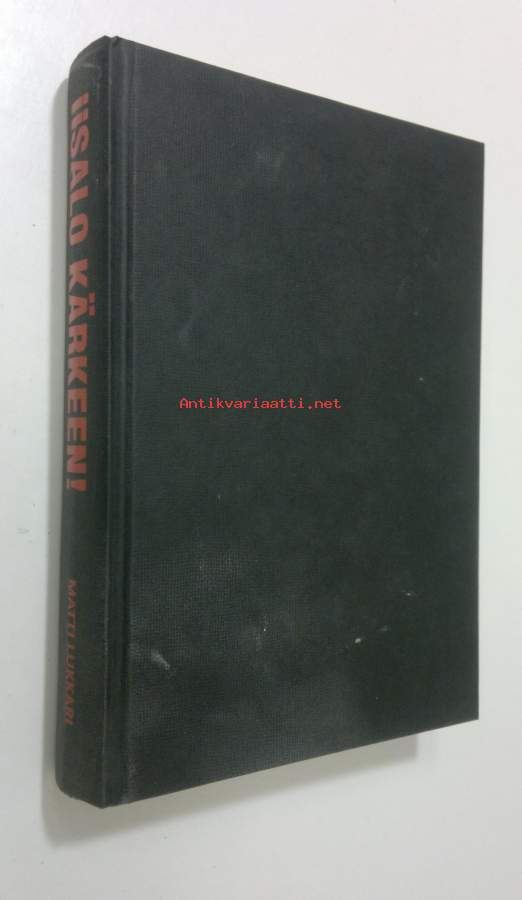 IISALO KÄRKEEN!
MATTI LUKKARI
Antikvariaatti.net